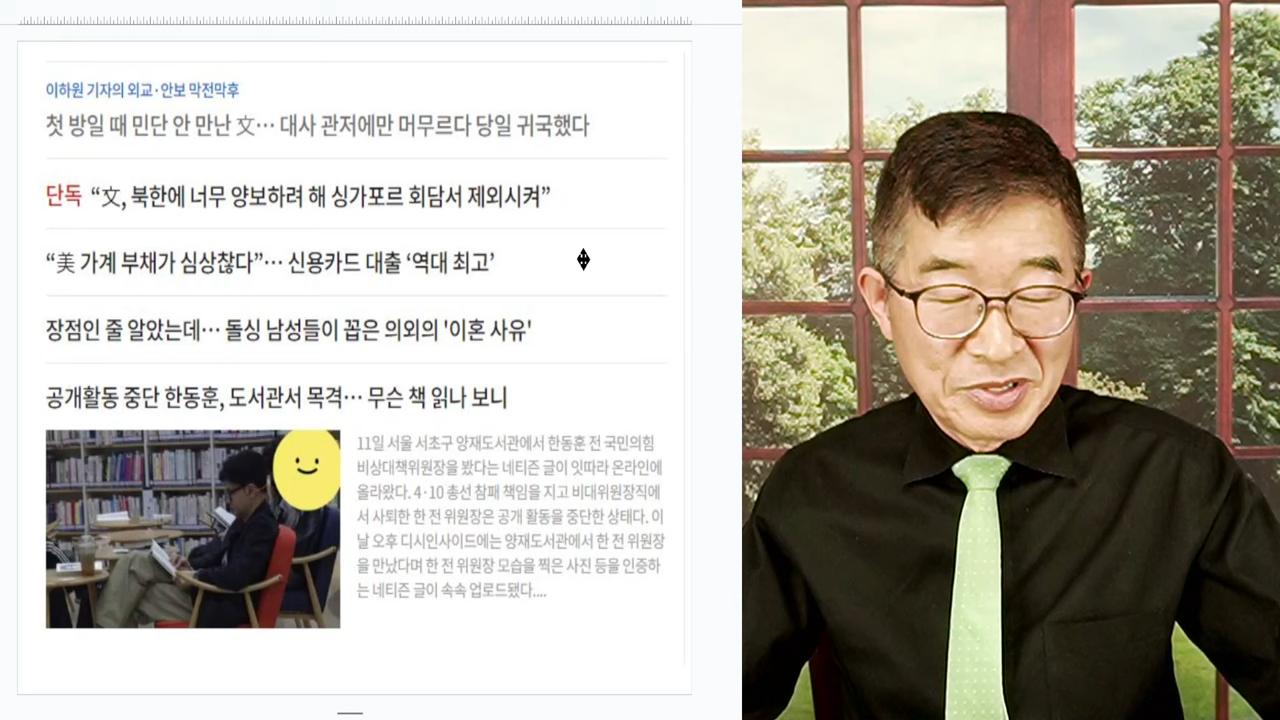 이하원 기자의 외교·안보 막전막후
첫 방일 때 민단 안 만난 文… 대사 관저에만 머무르다 당일 귀국했다
단독 “文, 북한에 너무 양보하려 해 싱가포르 회담서 제외시켜”
“美 가계 부채가 심상찮다”… 신용카드 대출 ‘역대 최고’
장점인 줄 알았는데… 돌싱 남성들이 꼽은 의외의 '이혼 사유'
공개활동 중단 한동훈, 도서관서 목격… 무슨 책 읽나 보니
11일 서울 서초구 양재도서관에서 한동훈 전 국민의힘
비상대책위원장을 봤다는 네티즌 글이 잇따라 온라인에
올라왔다. 4·10 총선 참패 책임을 지고 비대위원장직에
서 사퇴한 한 전 위원장은 공개 활동을 중단한 상태다. 이
날 오후 디시인사이드에는 양재도서관에서 한 전 위원장
을 만났다며 한 전 위원장 모습을 찍은 사진 등을 인증하
는 네티즌 글이 속속 업로드됐다....